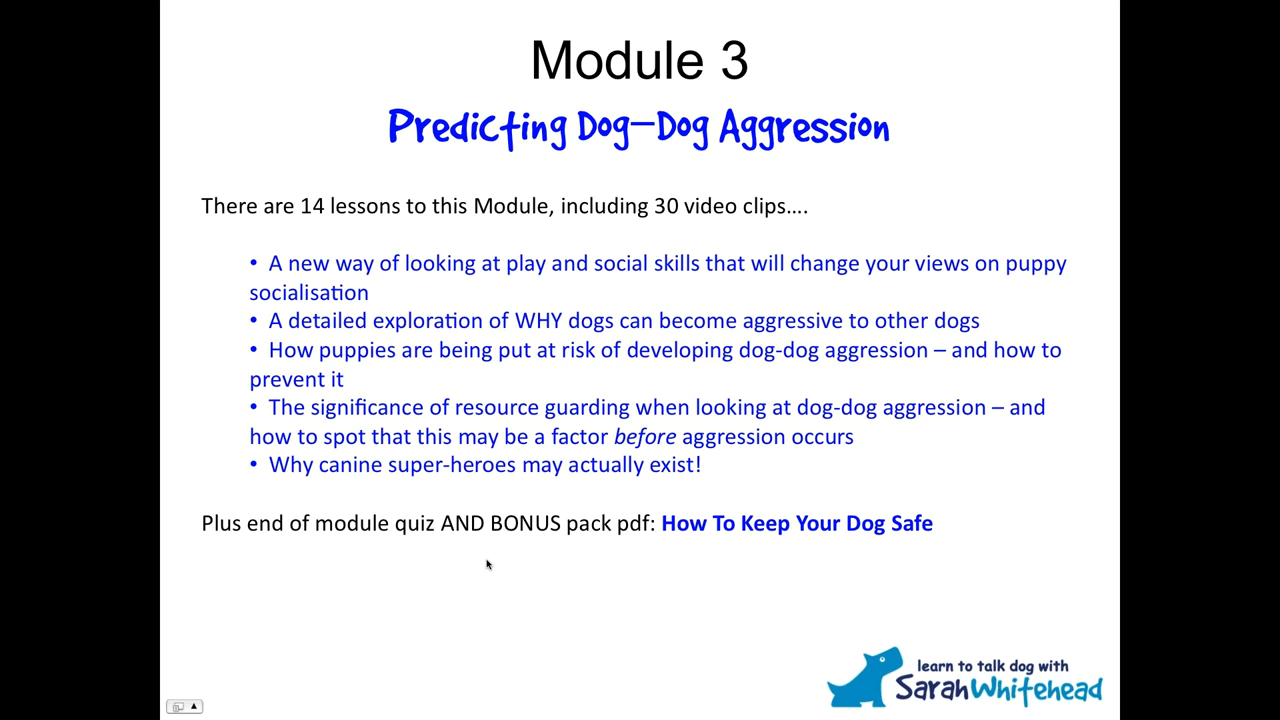 Module 3
Predicting Dog–Dog Aggression
There are 14 lessons to this Module, including 30 video clips....
• A new way of looking at play and social skills that will change your views on puppy
socialisation
• A detailed exploration of WHY dogs can become aggressive to other dogs
• How puppies are being put at risk of developing dog-dog aggression – and how to
prevent it
• The significance of resource guarding when looking at dog-dog aggression – and
how to spot that this may be a factor before aggression occurs
• Why canine super-heroes may actually exist!
Plus end of module quiz AND BONUS pack pdf: How To Keep Your Dog Safe
learn to talk dog with
SarahWhitehead